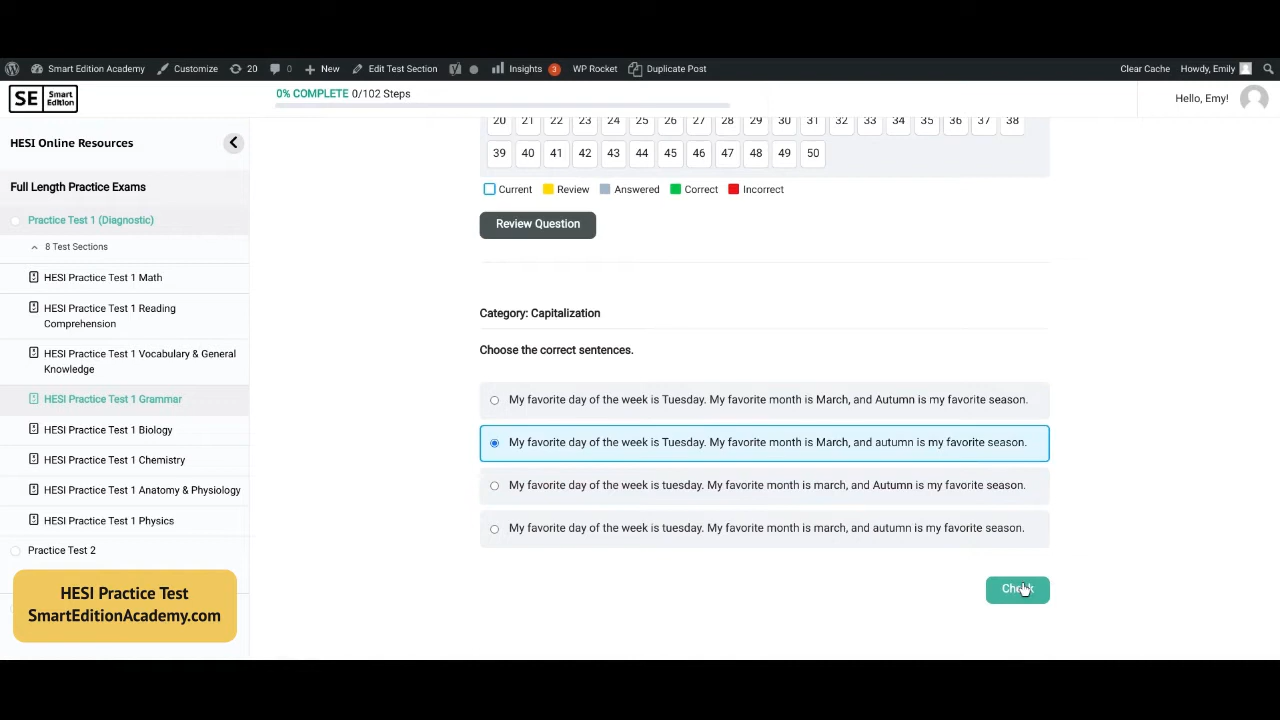 Smart Edition Academy
Customize
20
0
New
Edit Test Section
Insights 3
WP Rocket
Duplicate Post
Clear Cache
Howdy, Emily
SE Smart Edition
0% COMPLETE 0/102 Steps
Hello, Emy!
HESI Online Resources
Full Length Practice Exams
Practice Test 1 (Diagnostic)
8 Test Sections
HESI Practice Test 1 Math
HESI Practice Test 1 Reading
Comprehension
HESI Practice Test 1 Vocabulary & General
Knowledge
HESI Practice Test 1 Grammar
HESI Practice Test 1 Biology
HESI Practice Test 1 Chemistry
HESI Practice Test 1 Anatomy & Physiology
HESI Practice Test 1 Physics
Practice Test 2
HESI Practice Test
SmartEditionAcademy.com
20 21 22 23 24 25 26 27 28 29 30 31 32 33 34 35 36 37 38
39 40 41 42 43 44 45 46 47 48 49 50
Current Review Answered Correct Incorrect
Review Question
Category: Capitalization
Choose the correct sentences.
My favorite day of the week is Tuesday. My favorite month is March, and Autumn is my favorite season.
My favorite day of the week is Tuesday. My favorite month is March, and autumn is my favorite season.
My favorite day of the week is tuesday. My favorite month is march, and Autumn is my favorite season.
My favorite day of the week is tuesday. My favorite month is march, and autumn is my favorite season.
Check